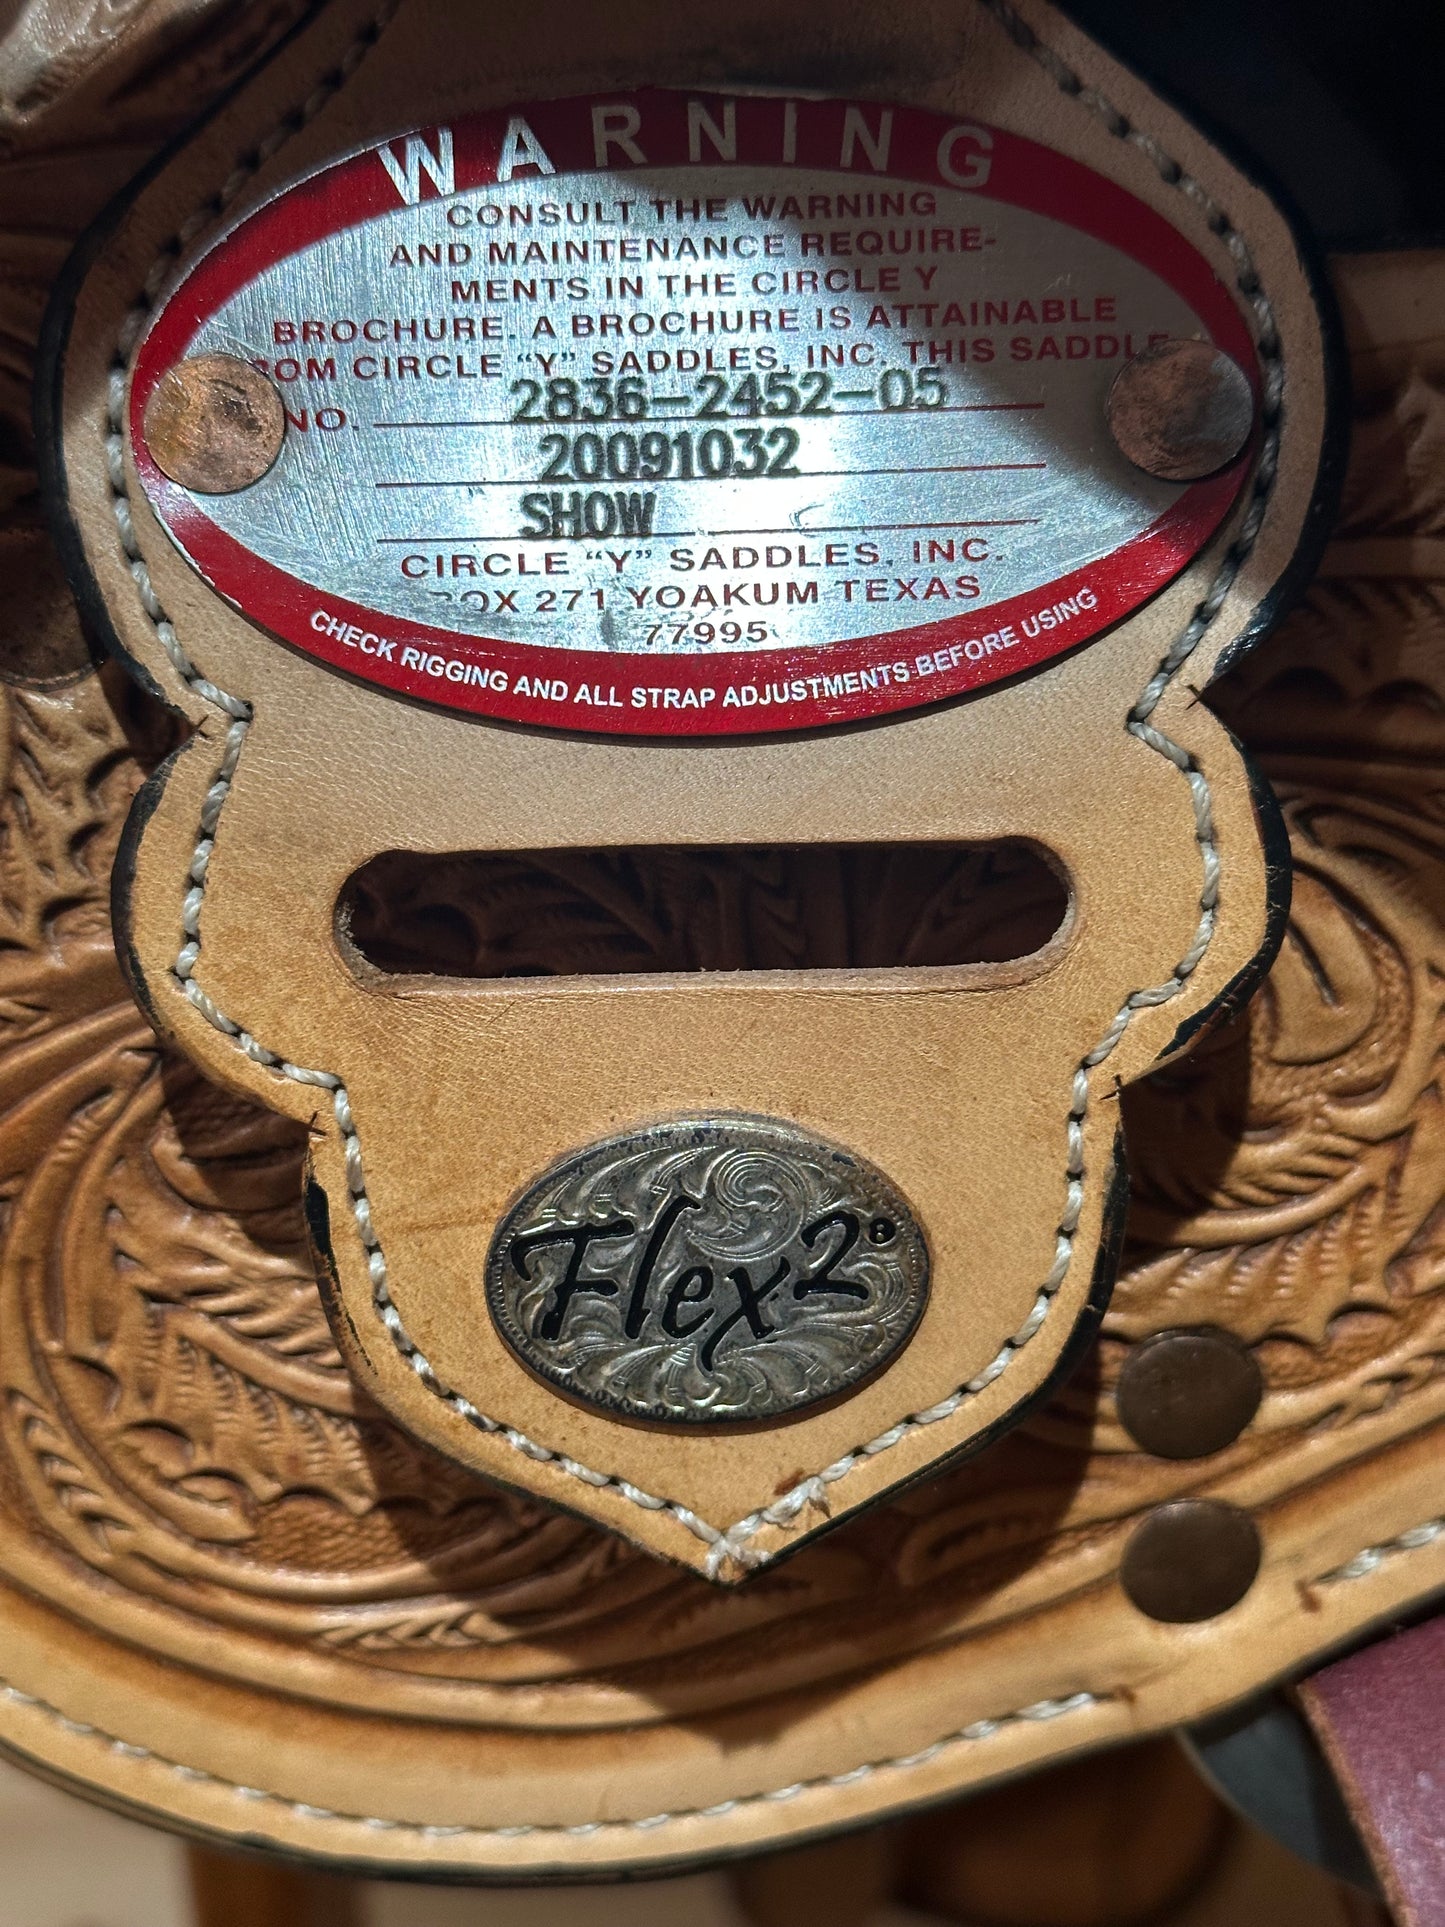 WARNING
CONSULT THE WARNING
AND MAINTENANCE REQUIRE-
MENTS IN THE CIRCLE Y
BROCHURE. A BROCHURE IS ATTAINABLE
CIRCLE "Y" SADDLES, INC. THIS SADDLE
NO. 2836-2452-05
20091032
SHOW
CIRCLE "Y" SADDLES, INC.
BOX 271 YOAKUM TEXAS
77995
CHECK RIGGING AND ALL STRAP ADJUSTMENTS BEFORE USING
Flex2®